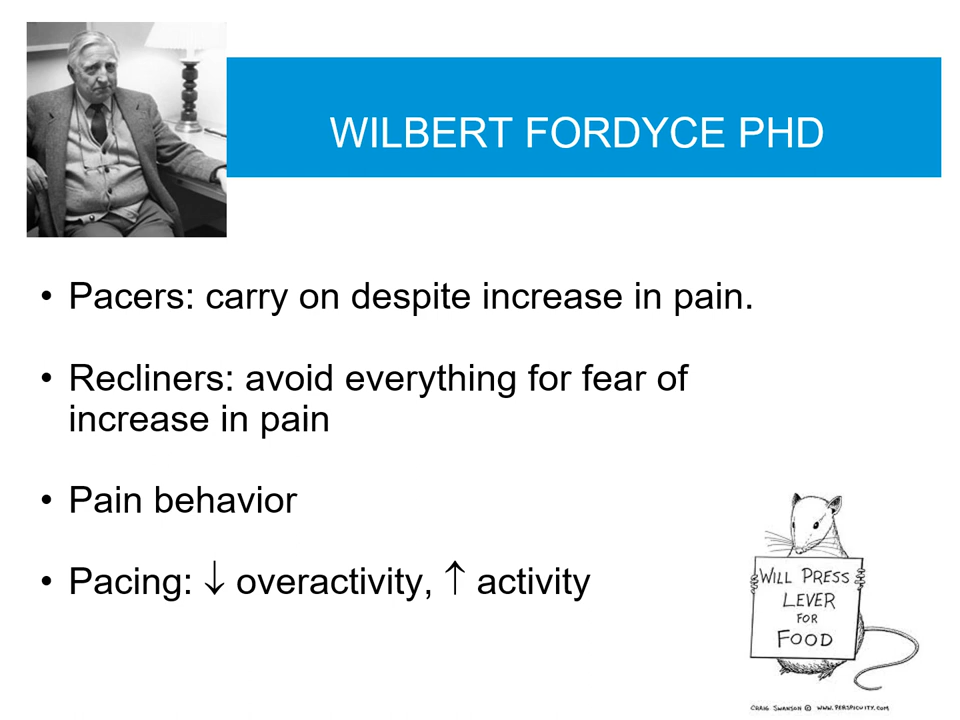 WILBERT FORDYCE PHD
• Pacers: carry on despite increase in pain.
• Recliners: avoid everything for fear of
increase in pain
• Pain behavior
• Pacing: ↓ overactivity, ↑ activity
WILL PRESS
LEVER
FOR
FOOD
CRAIG SWANSON © WWW.PERSPICUITY.COM